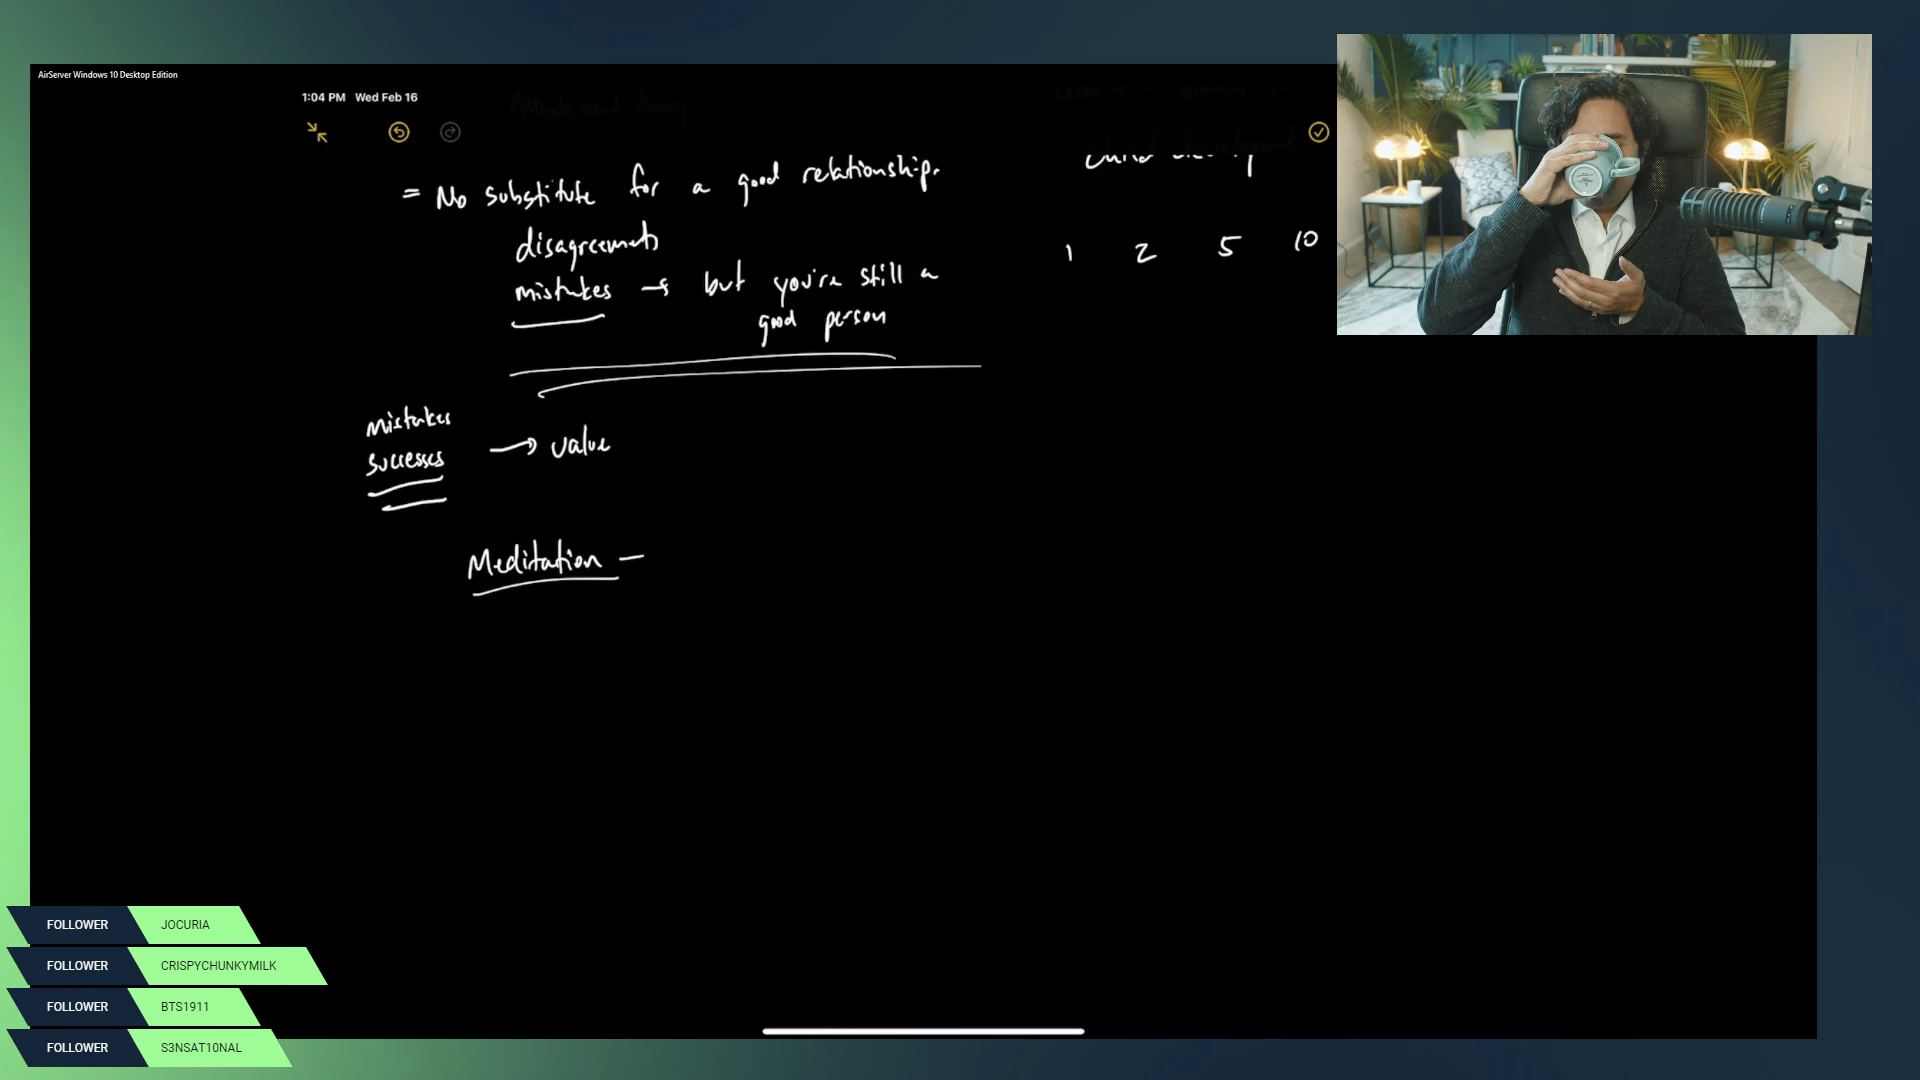 AirServer Windows 10 Desktop Edition
1:04 PM Wed Feb 16
Attachment theory
= No substitute for a good relationship.
disagreements
mistakes → but you're still a
good person
1 2 5 10
mistakes
successes → value
Meditation –
FOLLOWER JOCURIA
FOLLOWER CRISPYCHUNKYMILK
FOLLOWER BTS1911
FOLLOWER S3NSAT10NAL